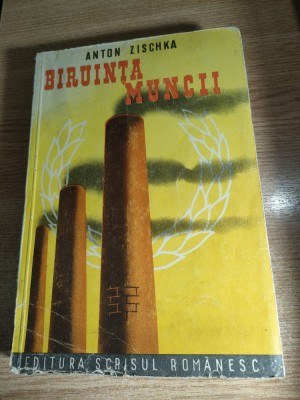 ANTON ZISCHKA
BIRUINȚA
MUNCII
EDITURA SCRISUL ROMÂNESC